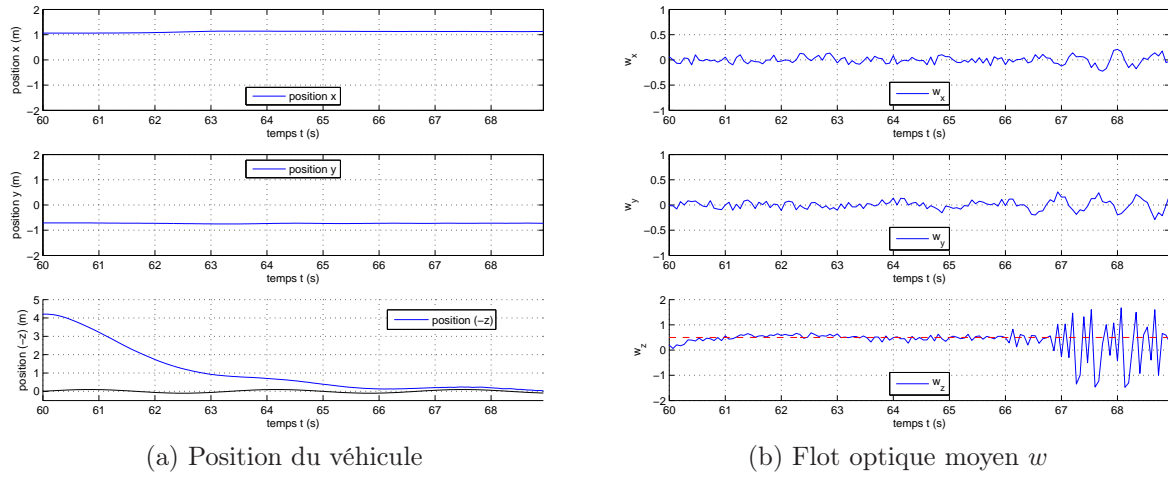 2
1
0
−1
−2
60 61 62 63 64 65 66 67 68
position x (m)
temps t (s)
position x
2
1
0
−1
−2
60 61 62 63 64 65 66 67 68
position y (m)
temps t (s)
position y
5
4
3
2
1
0
60 61 62 63 64 65 66 67 68
position (−z) (m)
temps t (s)
position (−z)
(a) Position du véhicule
1
0.5
0
−0.5
−1
60 61 62 63 64 65 66 67 68
w_x
temps t (s)
w_x
1
0.5
0
−0.5
−1
60 61 62 63 64 65 66 67 68
w_y
temps t (s)
w_y
2
1
0
−1
−2
60 61 62 63 64 65 66 67 68
w_z
temps t (s)
w_z
(b) Flot optique moyen w